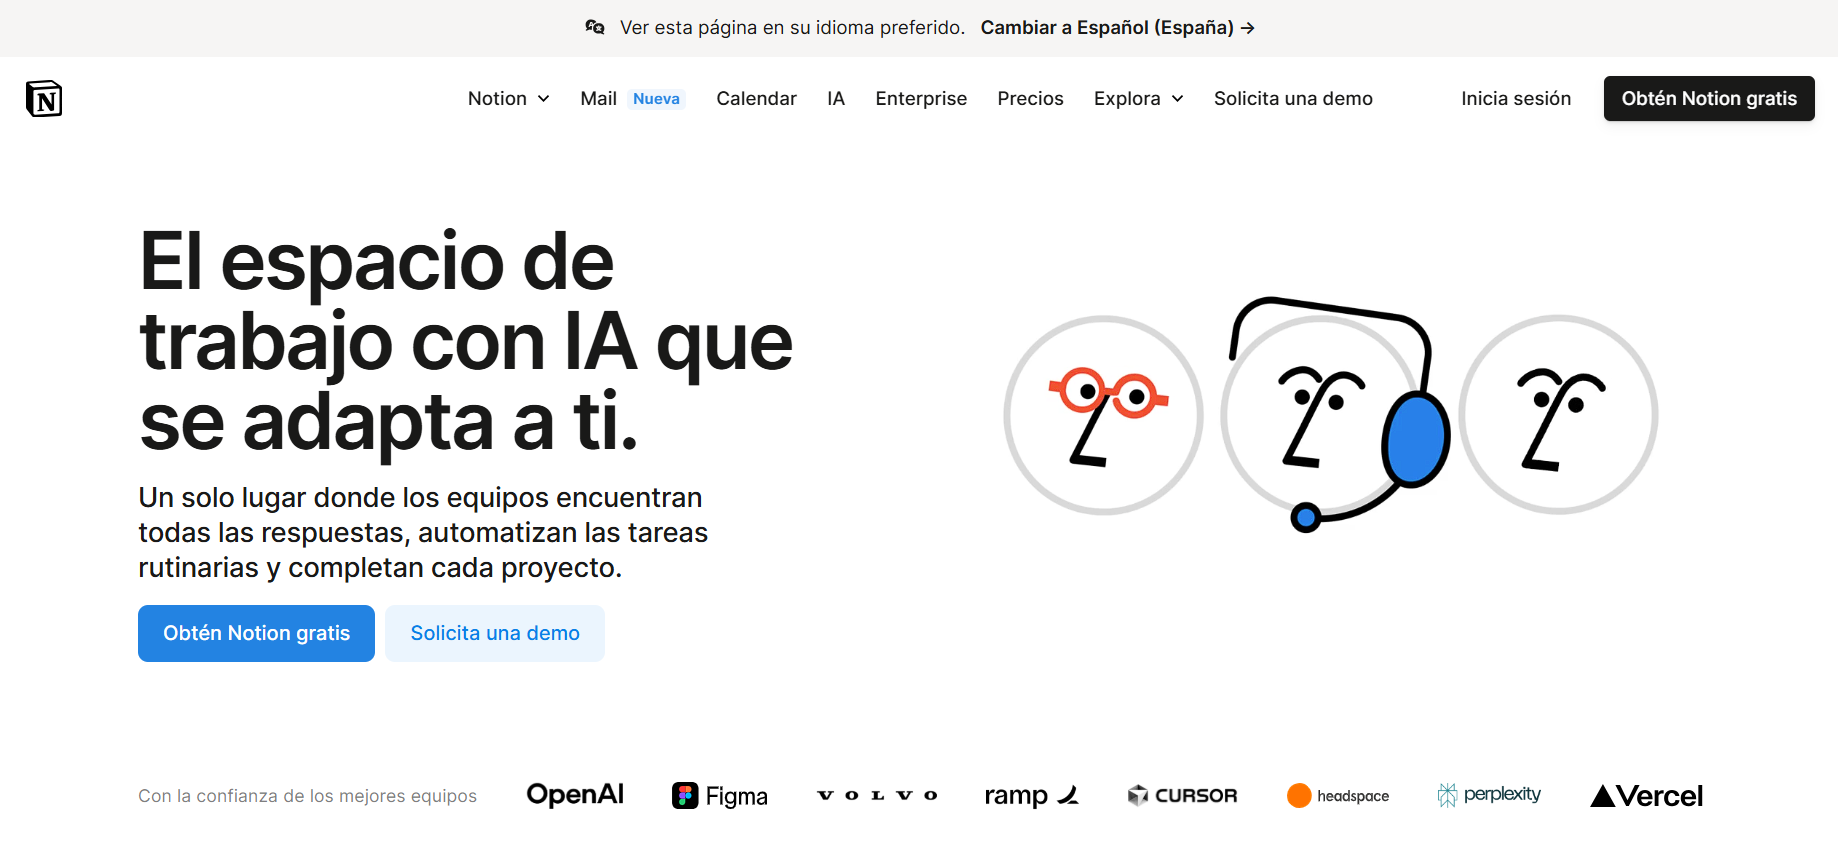 Ver esta página en su idioma preferido. Cambiar a Español (España) →
N Notion Mail Nueva Calendar IA Enterprise Precios Explora Solicita una demo Inicia sesión Obtén Notion gratis
El espacio de
trabajo con IA que
se adapta a ti.
Un solo lugar donde los equipos encuentran
todas las respuestas, automatizan las tareas
rutinarias y completan cada proyecto.
Obtén Notion gratis Solicita una demo
Con la confianza de los mejores equipos OpenAI Figma VOLVO ramp CURSOR headspace perplexity Vercel